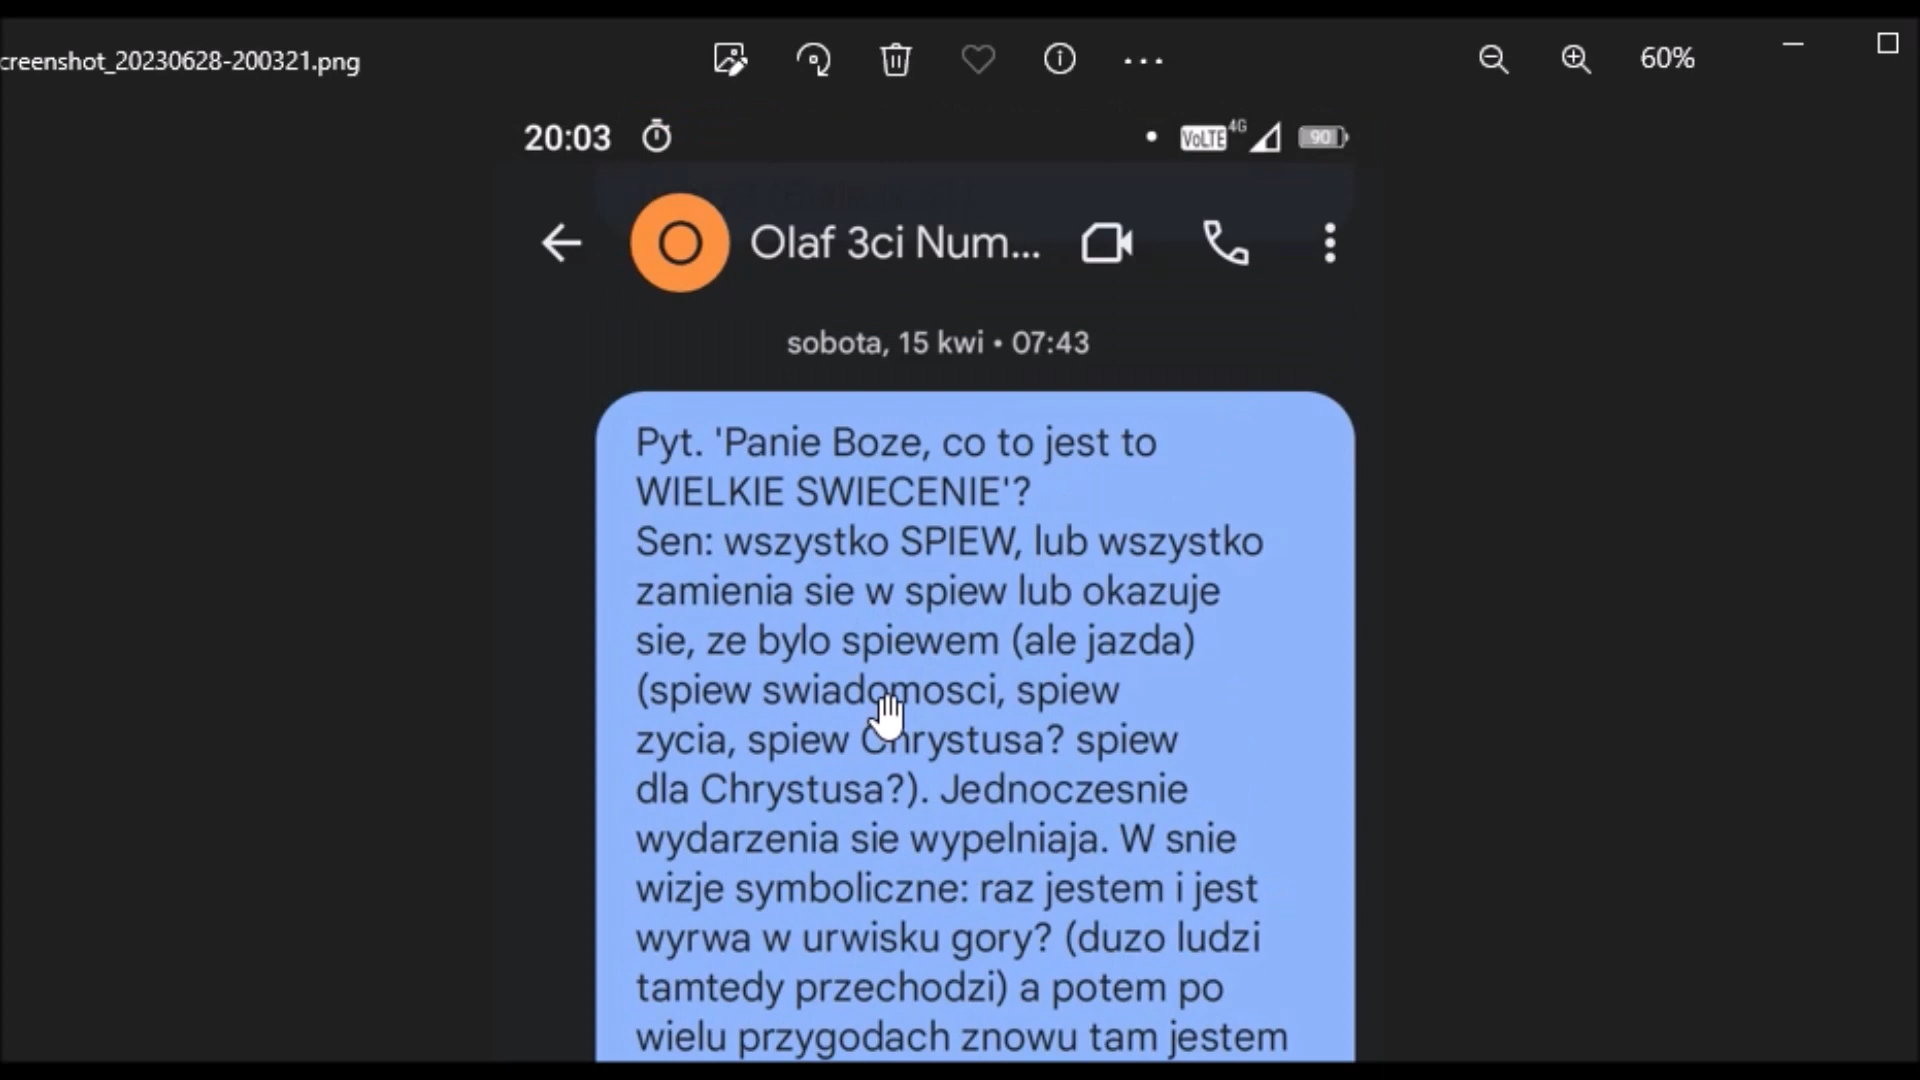 creenshot_20230628-200321.png
60%
20:03
VoLTE 4G 90
O Olaf 3ci Num...
sobota, 15 kwi • 07:43
Pyt. 'Panie Boze, co to jest to
WIELKIE SWIECENIE'?
Sen: wszystko SPIEW, lub wszystko
zamienia sie w spiew lub okazuje
sie, ze bylo spiewem (ale jazda)
(spiew swiadomosci, spiew
zycia, spiew Chrystusa? spiew
dla Chrystusa?). Jednoczesnie
wydarzenia sie wypelniaja. W snie
wizje symboliczne: raz jestem i jest
wyrwa w urwisku gory? (duzo ludzi
tamtedy przechodzi) a potem po
wielu przygodach znowu tam jestem